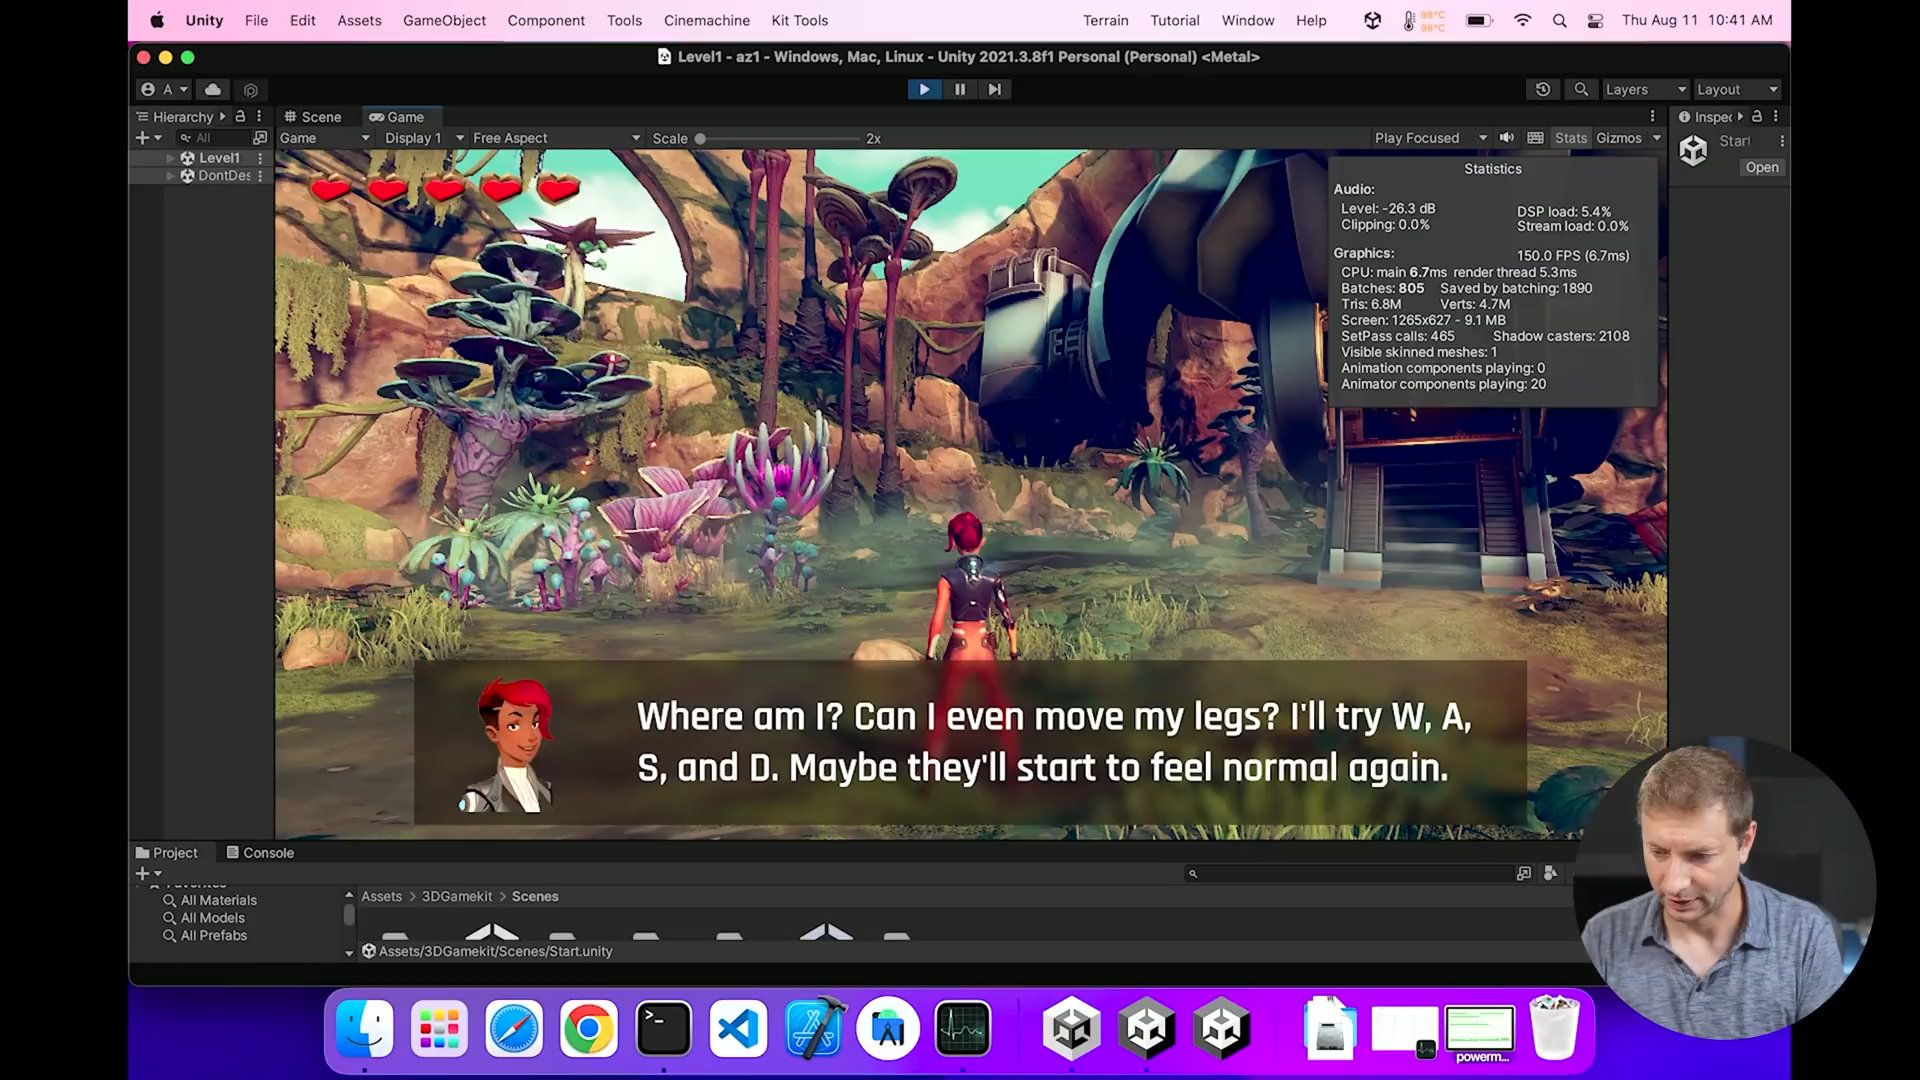 Unity File Edit Assets GameObject Component Tools Cinemachine Kit Tools Terrain Tutorial Window Help 98°C 98°C Thu Aug 11 10:41 AM
Level1 - az1 - Windows, Mac, Linux - Unity 2021.3.8f1 Personal (Personal) <Metal>
A Layers Layout
Hierarchy Scene Game Inspec
All Game Display 1 Free Aspect Scale 2x Play Focused Stats Gizmos Start
Level1
DontDes
Open
Statistics
Audio:
Level: -26.3 dB DSP load: 5.4%
Clipping: 0.0% Stream load: 0.0%
Graphics: 150.0 FPS (6.7ms)
CPU: main 6.7ms render thread 5.3ms
Batches: 805 Saved by batching: 1890
Tris: 6.8M Verts: 4.7M
Screen: 1265x627 - 9.1 MB
SetPass calls: 465 Shadow casters: 2108
Visible skinned meshes: 1
Animation components playing: 0
Animator components playing: 20
Where am I? Can I even move my legs? I'll try W, A,
S, and D. Maybe they'll start to feel normal again.
Project Console
Favorites
All Materials
All Models
All Prefabs
Assets > 3DGamekit > Scenes
Assets/3DGamekit/Scenes/Start.unity
powerm...